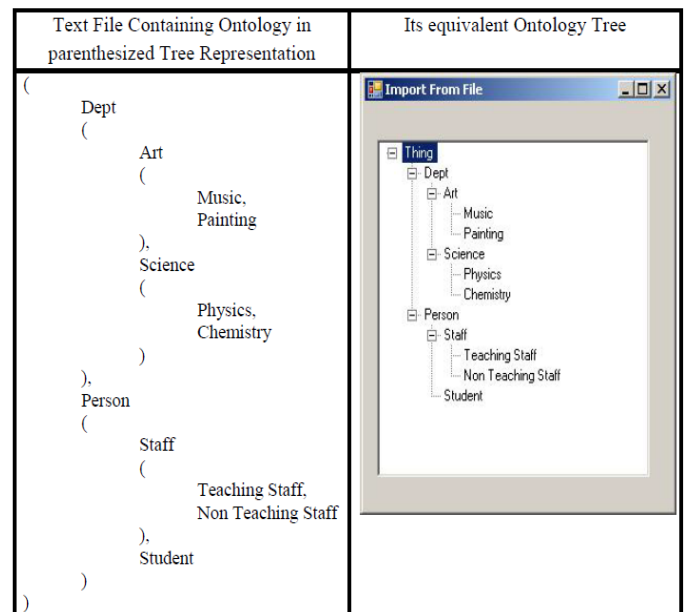 Text File Containing Ontology in
parenthesized Tree Representation
Its equivalent Ontology Tree
(
Dept
(
Art
(
Music,
Painting
),
Science
(
Physics,
Chemistry
)
),
Person
(
Staff
(
Teaching Staff,
Non Teaching Staff
),
Student
)
)
Import From File
Thing
Dept
Art
Music
Painting
Science
Physics
Chemistry
Person
Staff
Teaching Staff
Non Teaching Staff
Student